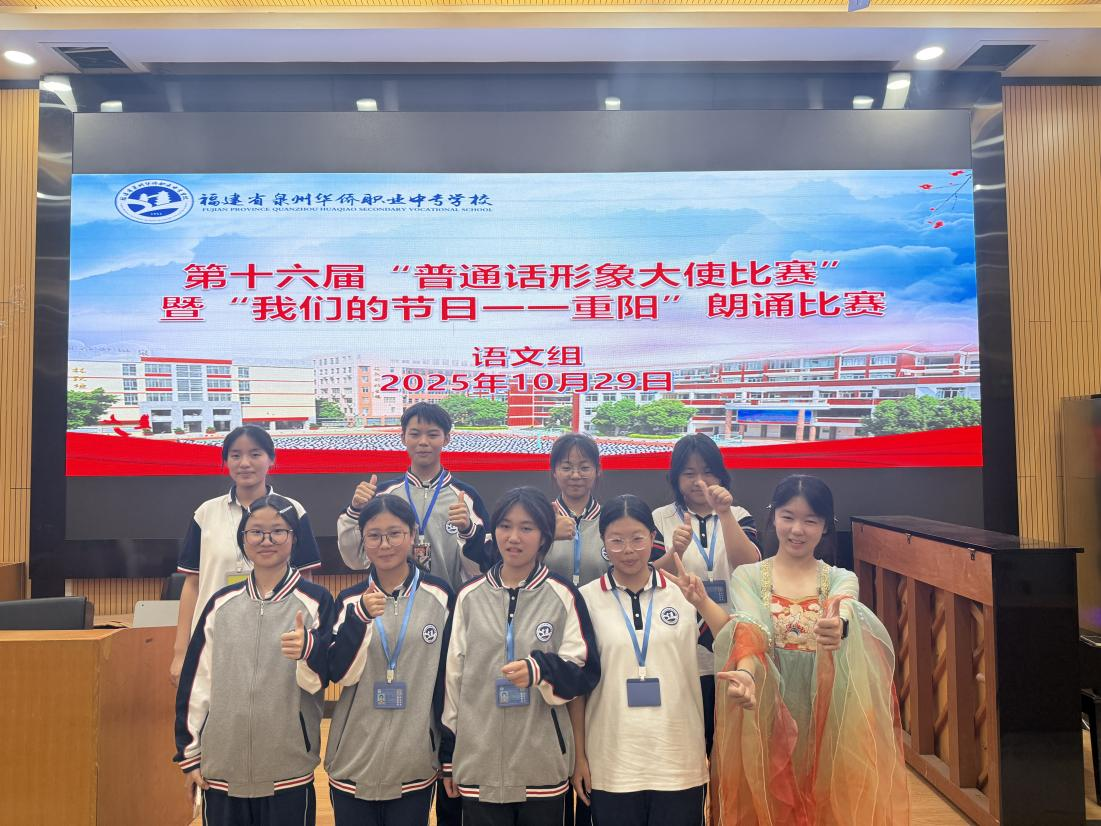 福建省泉州华侨职业中专学校
FUJIAN PROVINCE QUANZHOU HUAQIAO SECONDARY VOCATIONAL SCHOOL
第十六届“普通话形象大使比赛”
暨“我们的节日一一重阳”朗诵比赛
语文组
2025年10月29日